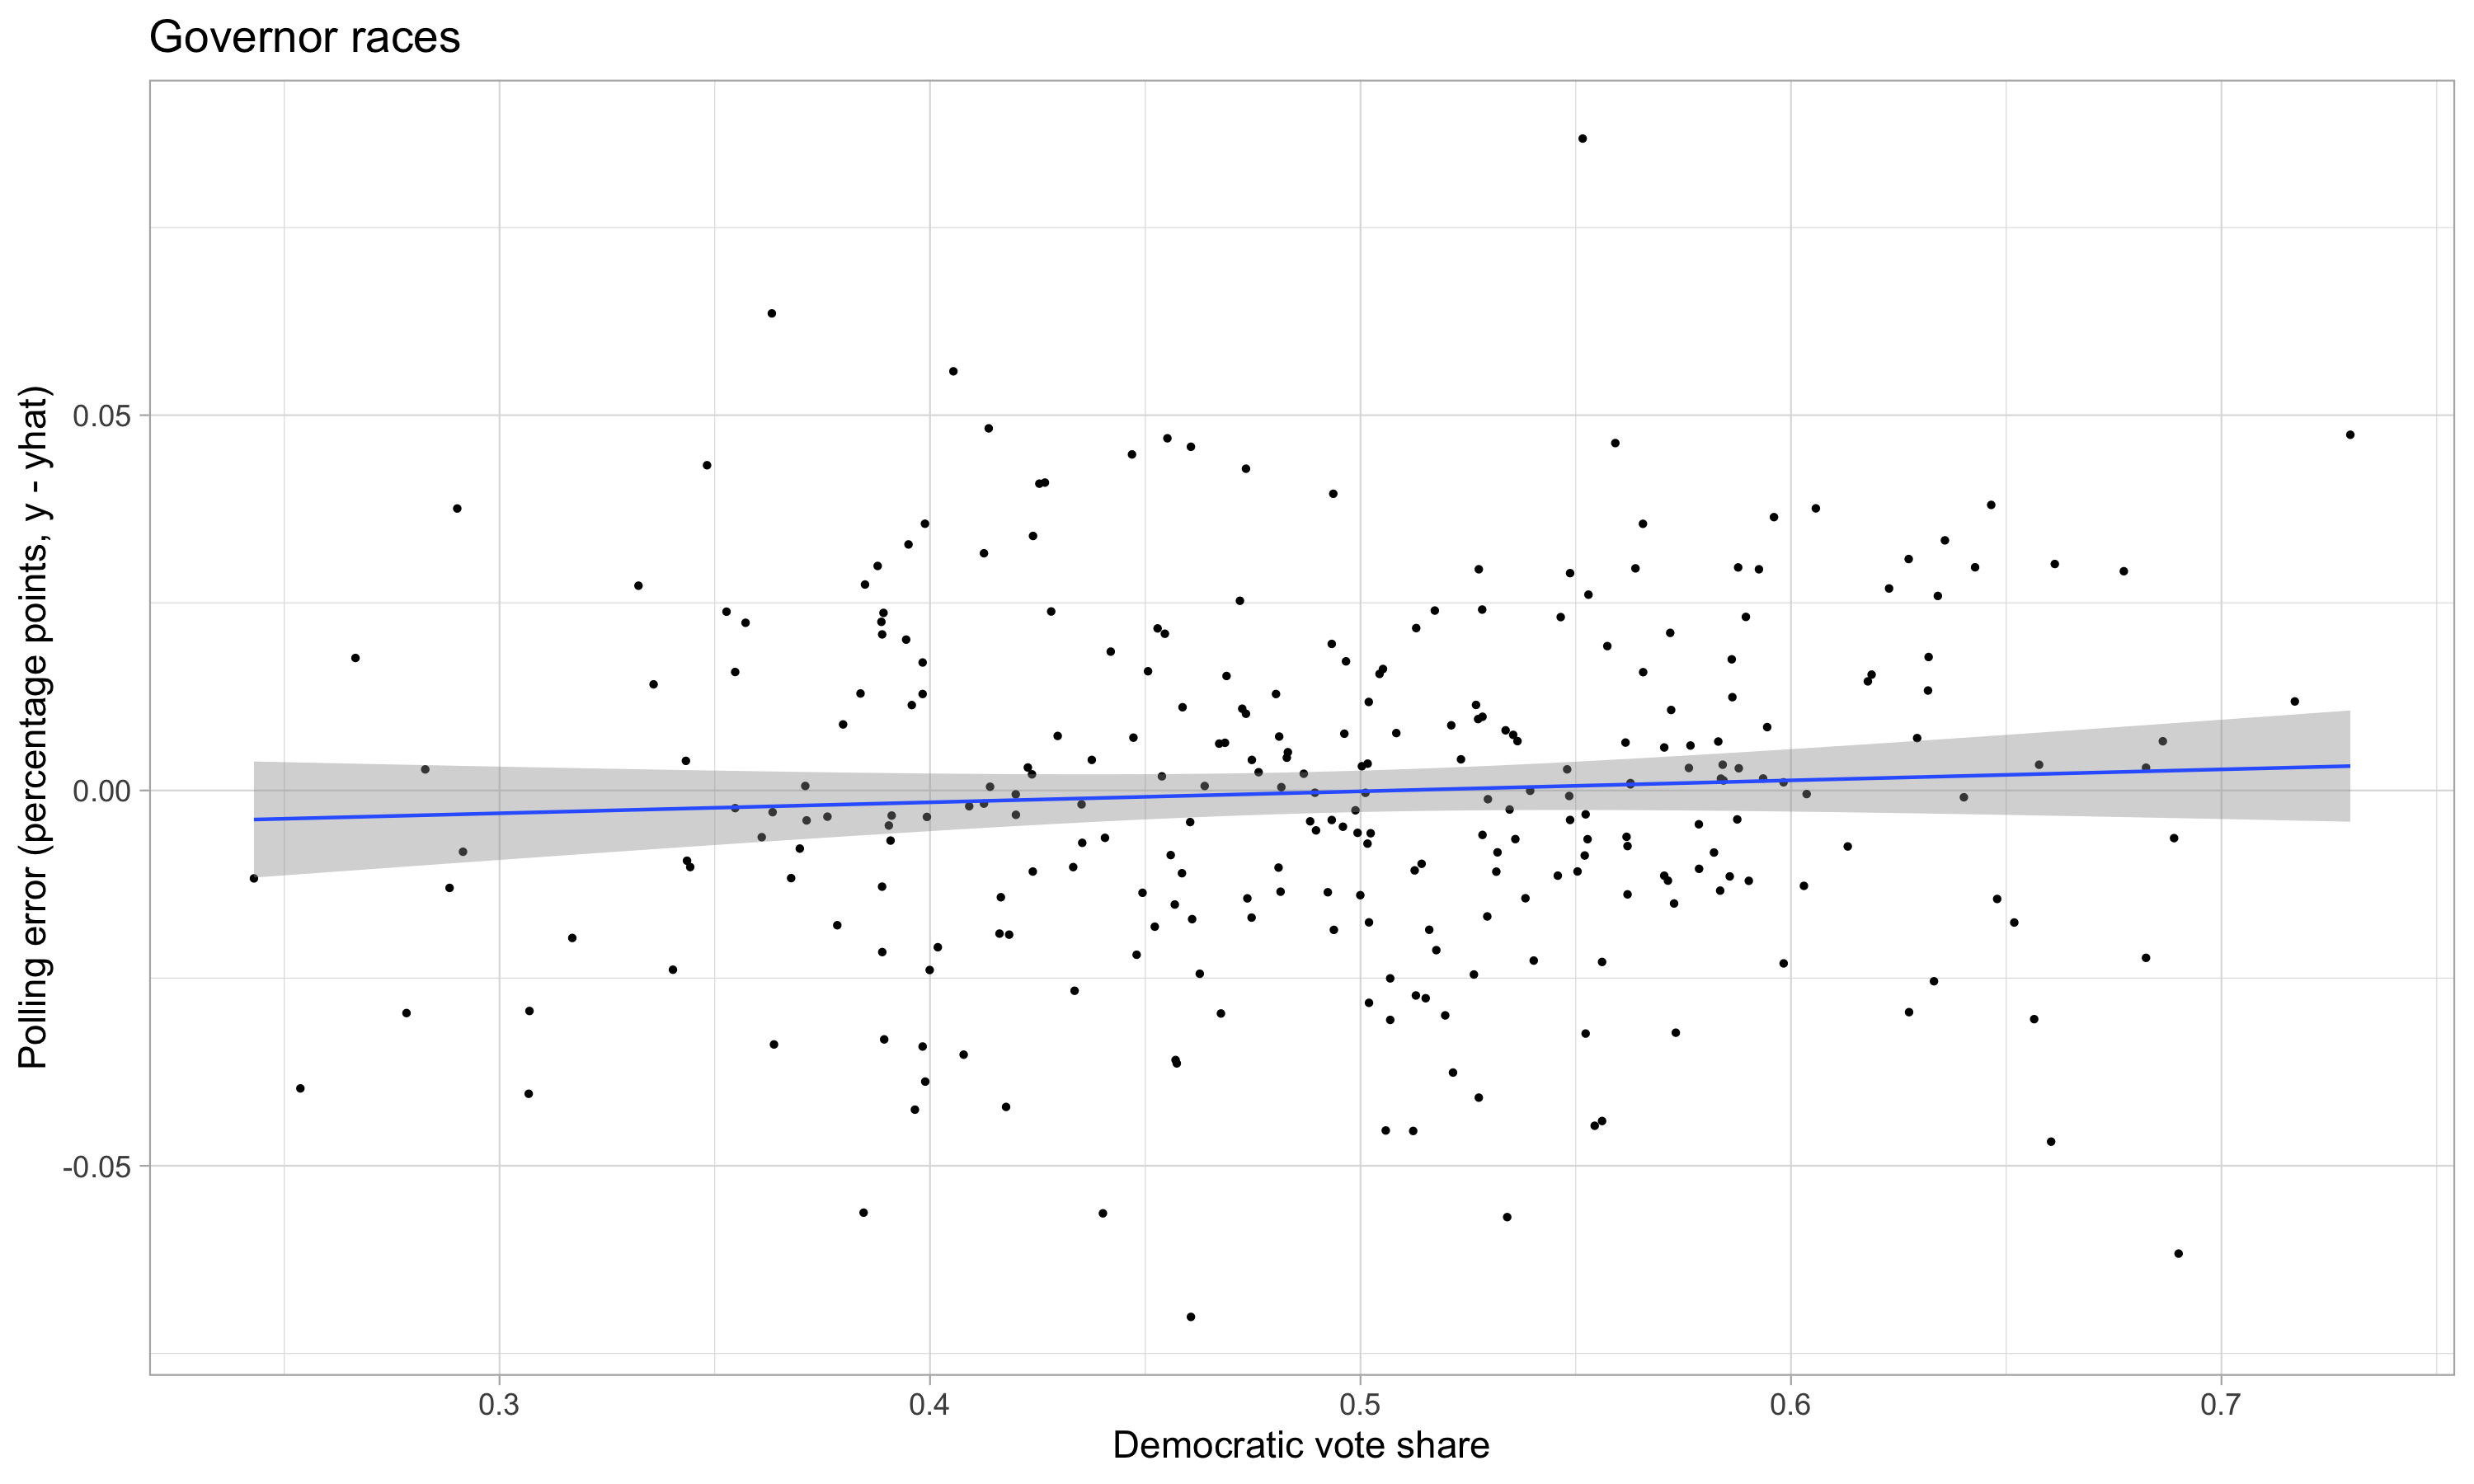 Governor races
Polling error (percentage points, y - yhat)
0.05
0.00
-0.05
0.3
0.4
0.5
0.6
0.7
Democratic vote share